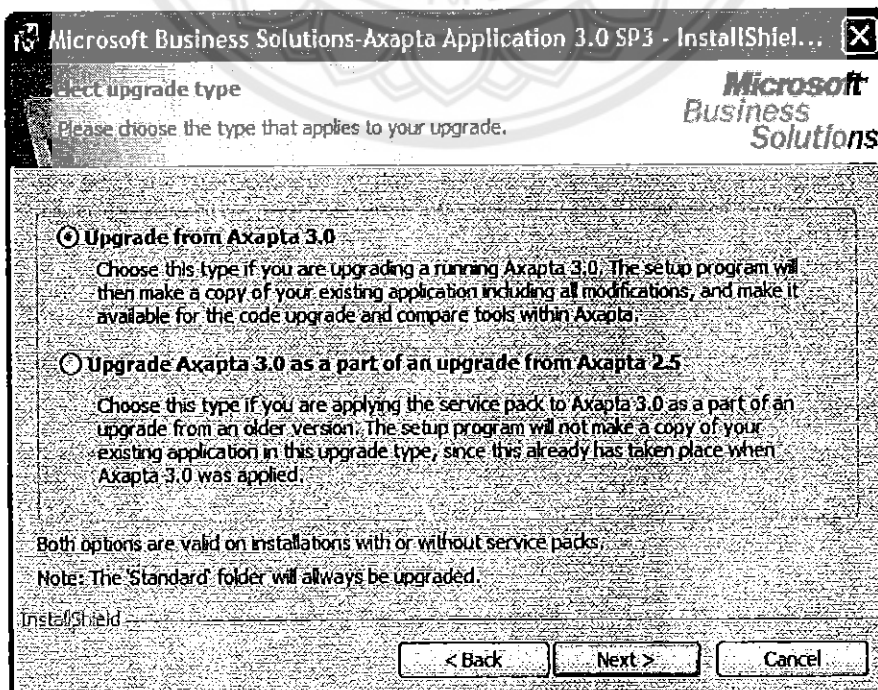 Microsoft Business Solutions-Axapta Application 3.0 SP3 - InstallShiel...
Select upgrade type
Please choose the type that applies to your upgrade.
Microsoft
Business
Solutions
Upgrade from Axapta 3.0
Choose this type if you are upgrading a running Axapta 3.0. The setup program will
then make a copy of your existing application including all modifications, and make it
available for the code upgrade and compare tools within Axapta.
Upgrade Axapta 3.0 as a part of an upgrade from Axapta 2.5
Choose this type if you are applying the service pack to Axapta 3.0 as a part of an
upgrade from an older version. The setup program will not make a copy of your
existing application in this upgrade type, since this already has taken place when
Axapta 3.0 was applied.
Both options are valid on installations with or without service packs.
Note: The 'Standard' folder will allways be upgraded.
InstallShield
< Back
Next >
Cancel